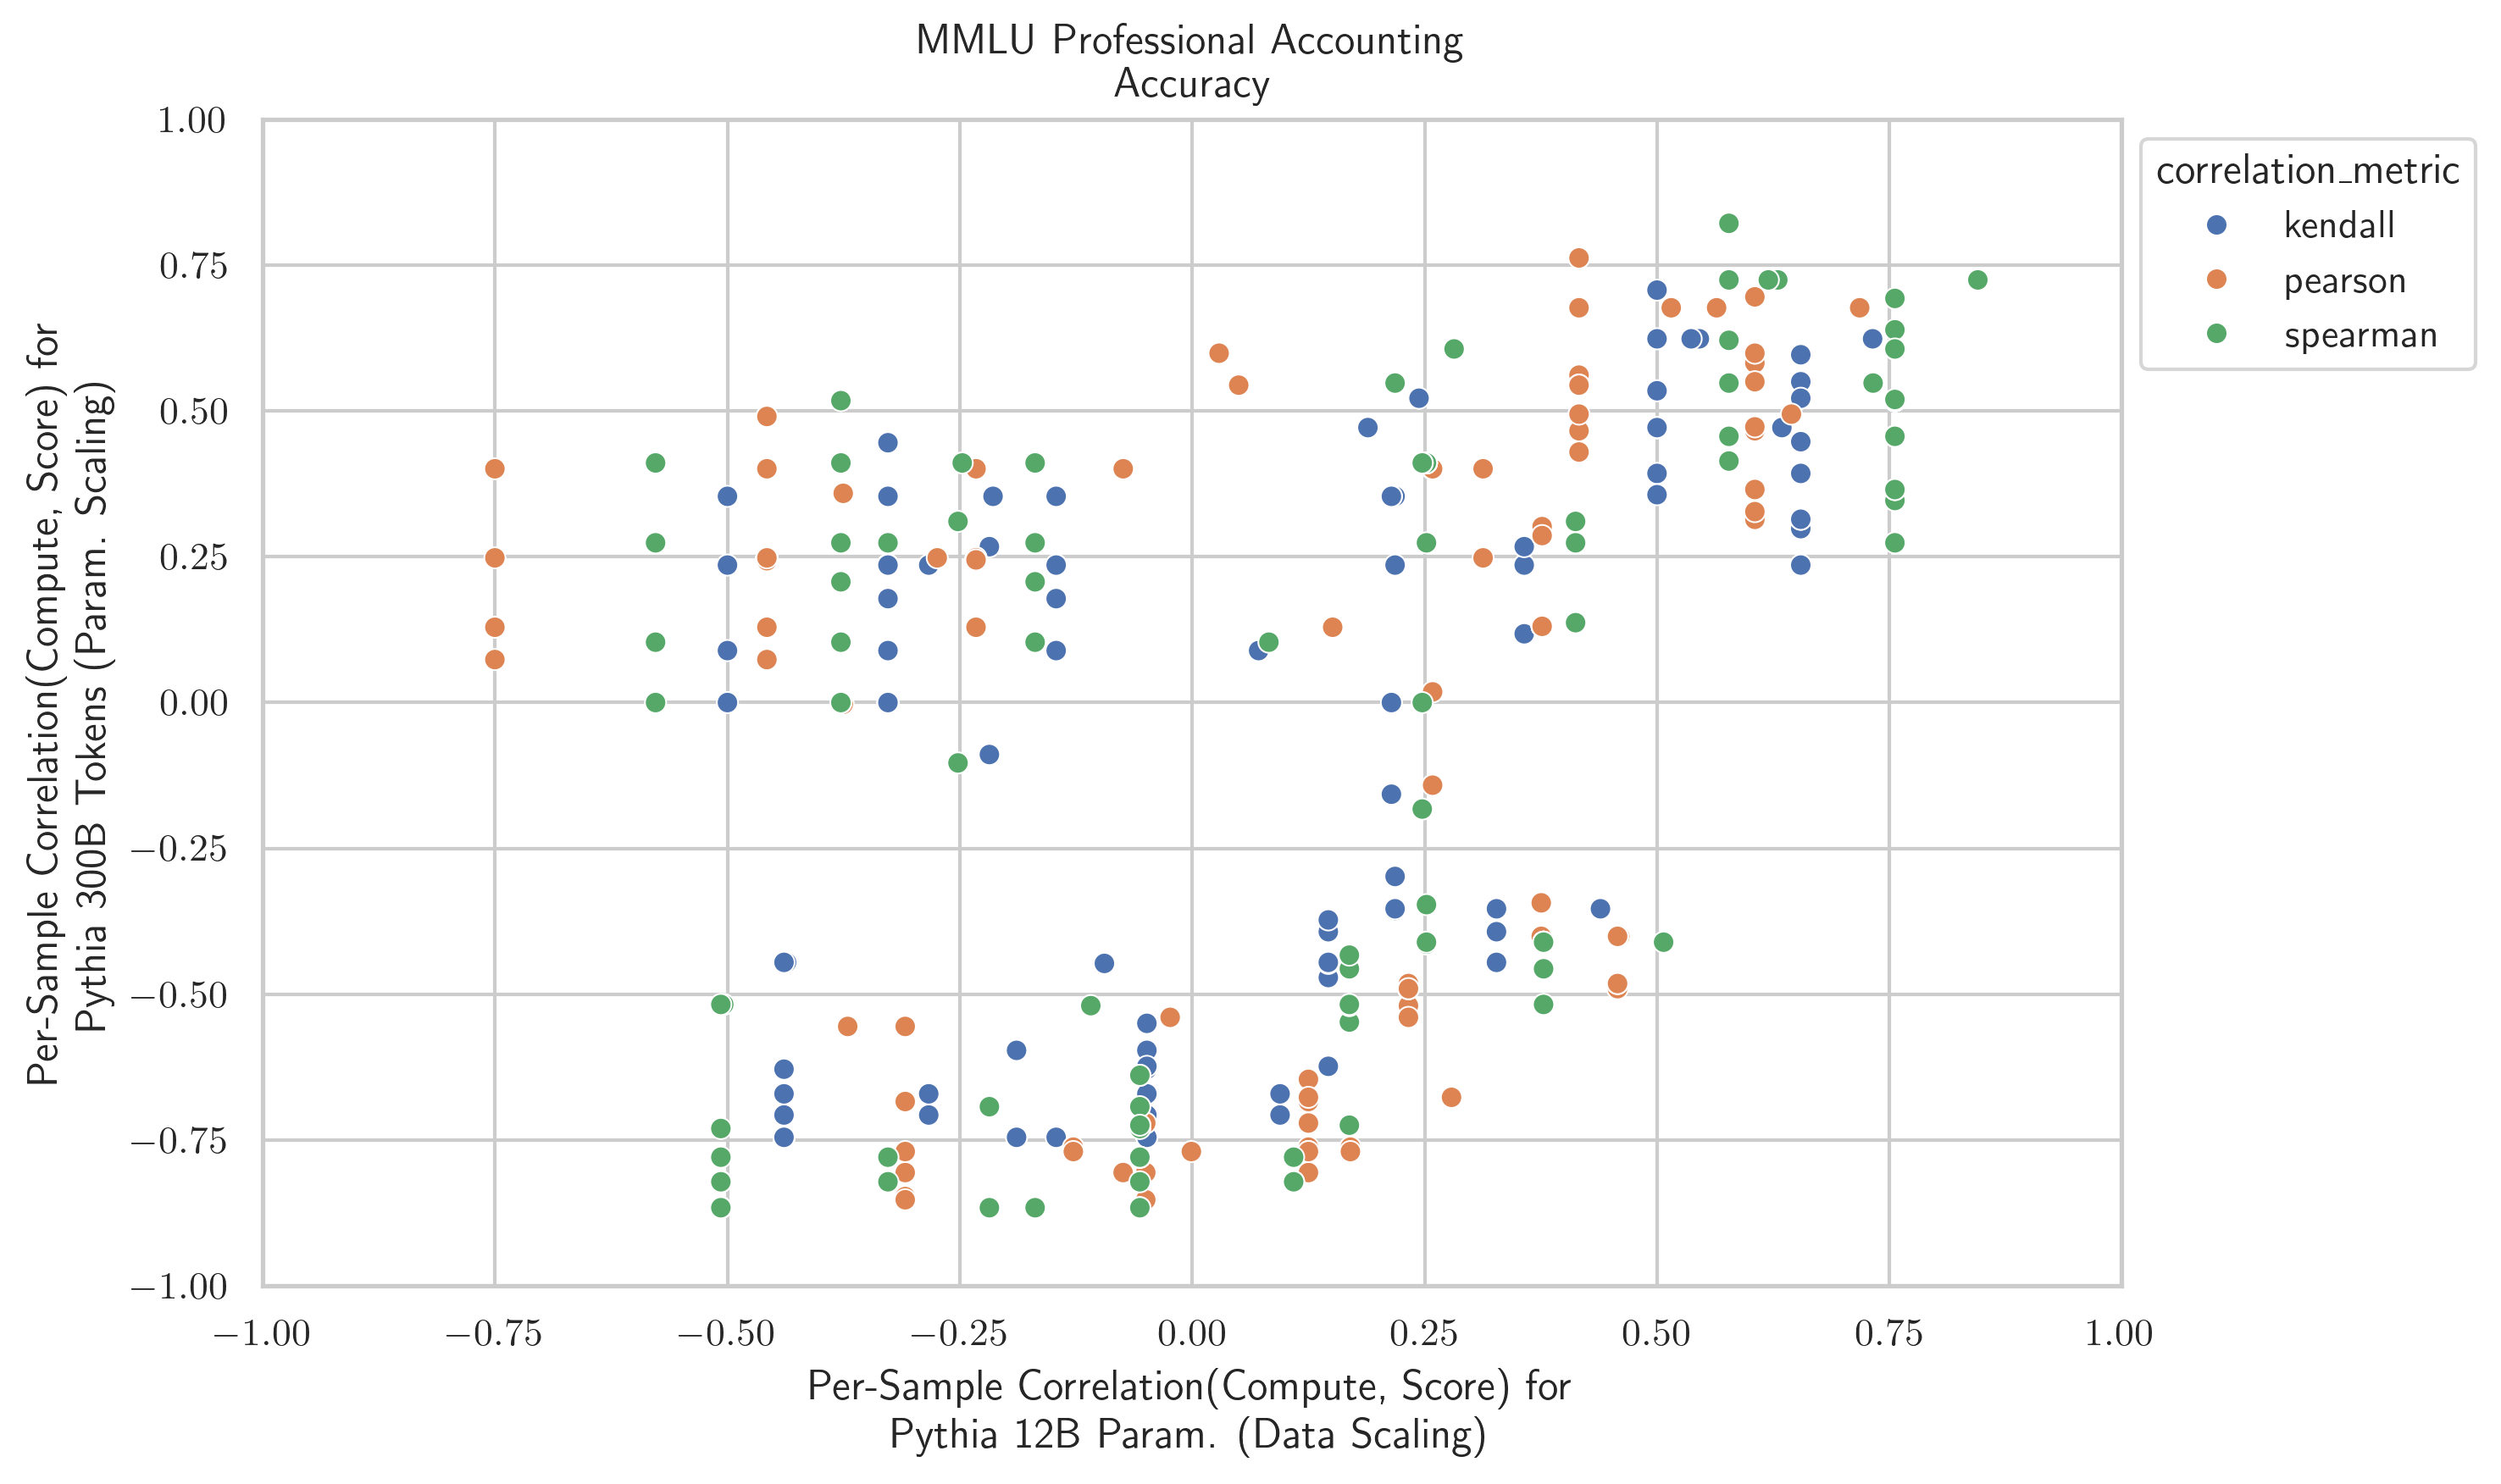 MMLU Professional Accounting
Accuracy
1.00
0.75
0.50
0.25
0.00
−0.25
−0.50
−0.75
−1.00
Per-Sample Correlation(Compute, Score) for
Pythia 300B Tokens (Param. Scaling)
correlation_metric
kendall
pearson
spearman
−1.00 −0.75 −0.50 −0.25 0.00 0.25 0.50 0.75 1.00
Per-Sample Correlation(Compute, Score) for
Pythia 12B Param. (Data Scaling)